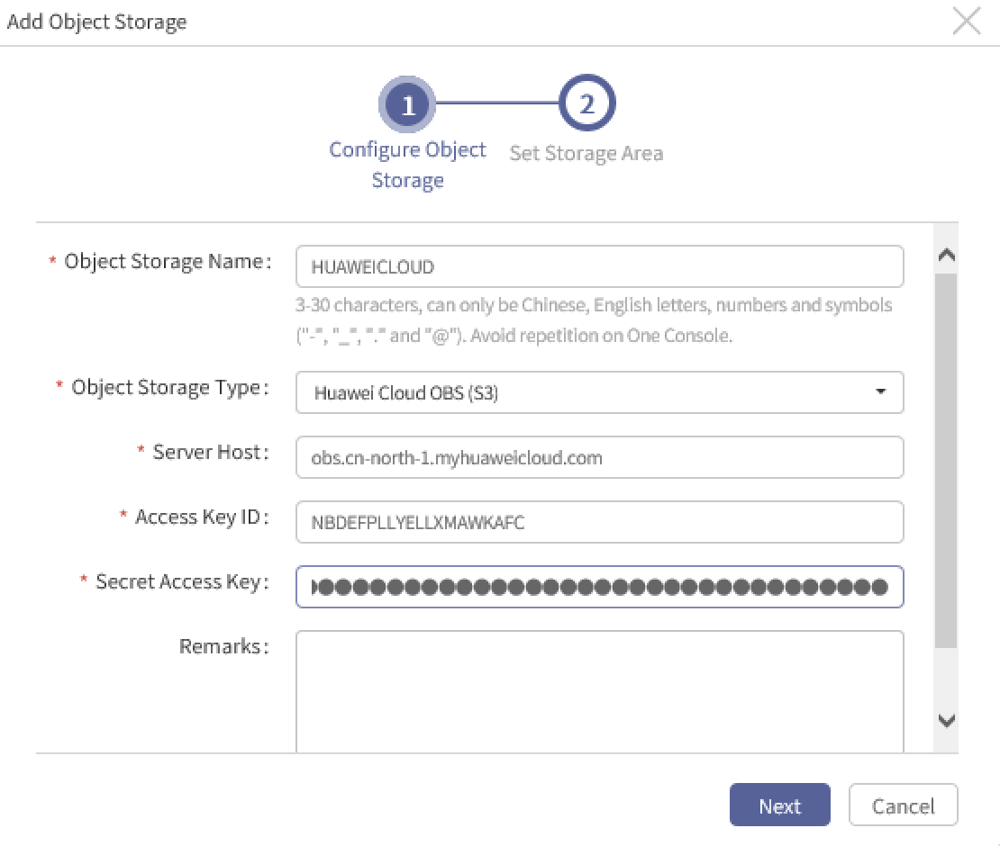 Add Object Storage
1
2
Configure Object
Storage
Set Storage Area
* Object Storage Name:
HUAWEICLOUD
3-30 characters, can only be Chinese, English letters, numbers and symbols
("-", "_", "." and "@"). Avoid repetition on One Console.
* Object Storage Type:
Huawei Cloud OBS (S3)
* Server Host:
obs.cn-north-1.myhuaweicloud.com
* Access Key ID:
NBDEFPLLYELLXMAWKAFC
* Secret Access Key:
Remarks:
Next
Cancel